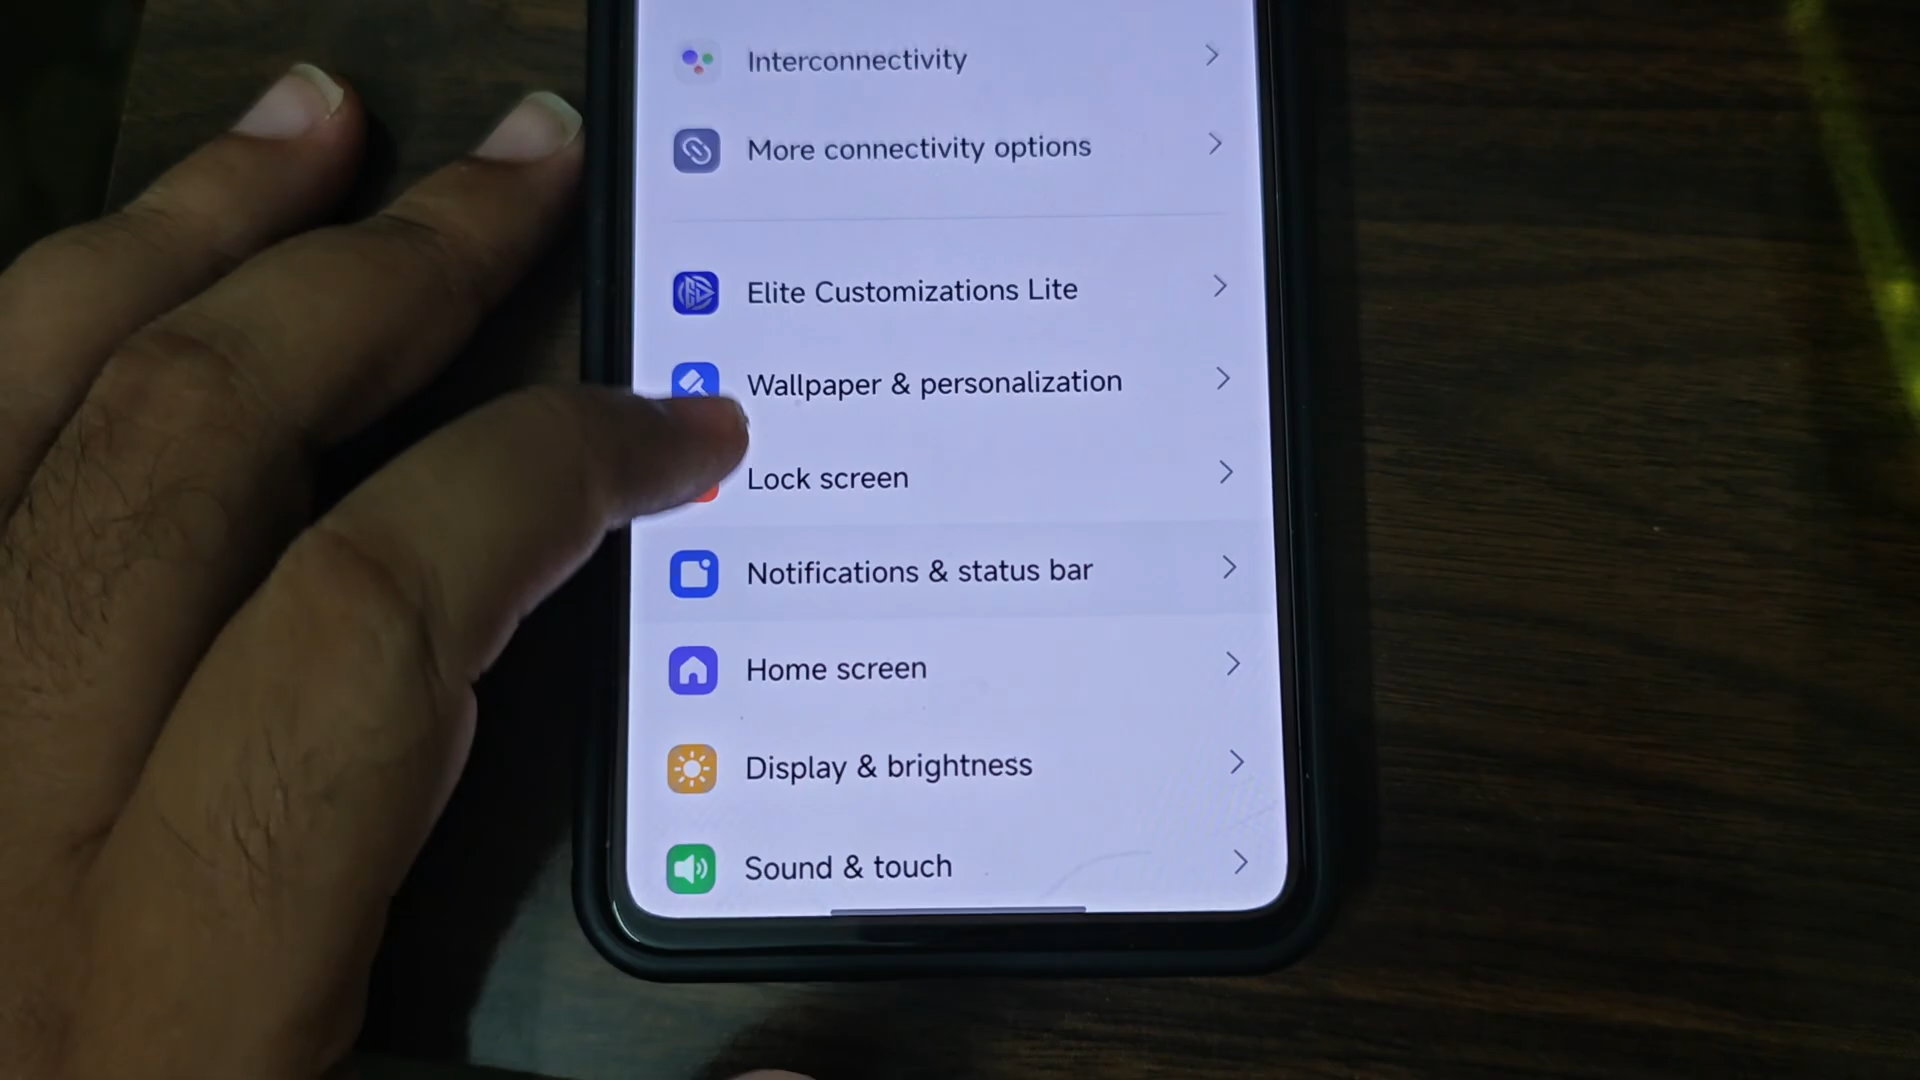 Interconnectivity
More connectivity options
Elite Customizations Lite
Wallpaper & personalization
Lock screen
Notifications & status bar
Home screen
Display & brightness
Sound & touch